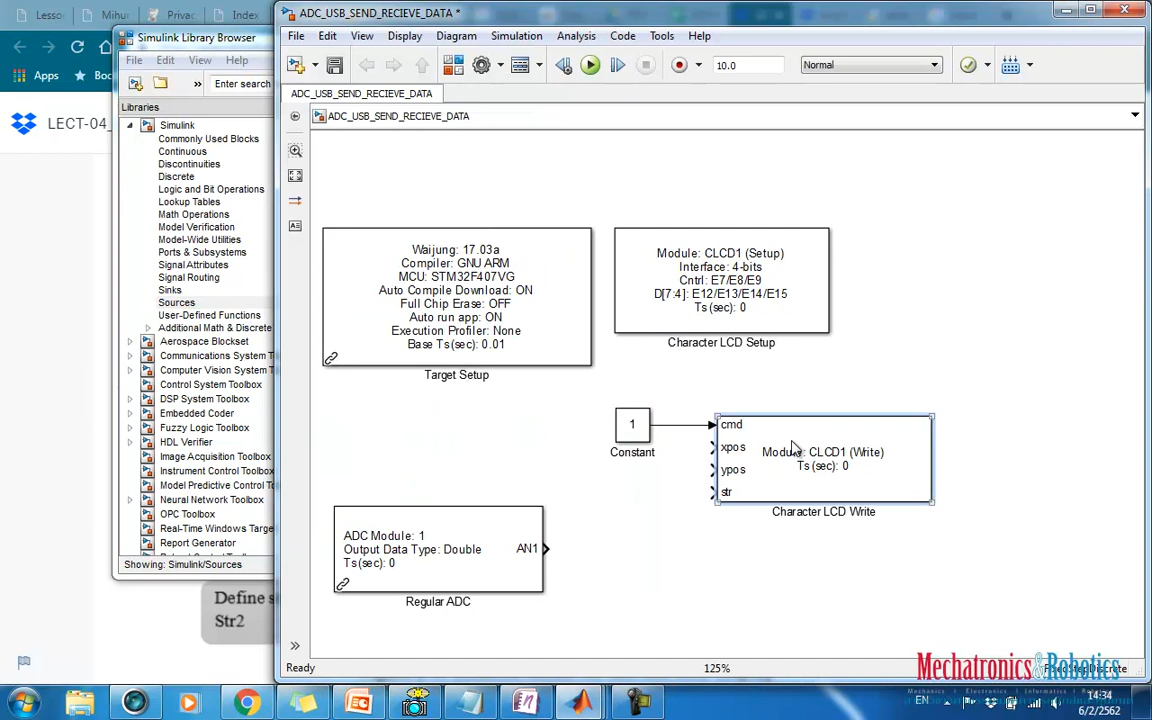 Lesso
Mihu
Privac
Index
Apps
Boo
LECT-04_
Define s
Str2
Simulink Library Browser
File Edit View Help
» Enter search
Libraries
Simulink
Commonly Used Blocks
Continuous
Discontinuities
Discrete
Logic and Bit Operations
Lookup Tables
Math Operations
Model Verification
Model-Wide Utilities
Ports & Subsystems
Signal Attributes
Signal Routing
Sinks
Sources
User-Defined Functions
Additional Math & Discrete
Aerospace Blockset
Communications System T
Computer Vision System T
Control System Toolbox
DSP System Toolbox
Embedded Coder
Fuzzy Logic Toolbox
HDL Verifier
Image Acquisition Toolbox
Instrument Control Toolbox
Model Predictive Control To
Neural Network Toolbox
OPC Toolbox
Real-Time Windows Targe
Report Generator
Showing: Simulink/Sources
ADC_USB_SEND_RECIEVE_DATA *
File Edit View Display Diagram Simulation Analysis Code Tools Help
10.0 Normal
ADC_USB_SEND_RECIEVE_DATA
ADC_USB_SEND_RECIEVE_DATA
Waijung: 17.03a
Compiler: GNU ARM
MCU: STM32F407VG
Auto Compile Download: ON
Full Chip Erase: OFF
Auto run app: ON
Execution Profiler: None
Base Ts(sec): 0.01
Target Setup
Module: CLCD1 (Setup)
Interface: 4-bits
Cntrl: E7/E8/E9
D[7:4]: E12/E13/E14/E15
Ts(sec): 0
Character LCD Setup
1
Constant
cmd
xpos
ypos
str
Module: CLCD1 (Write)
Ts(sec): 0
Character LCD Write
ADC Module: 1
Output Data Type: Double
Ts(sec): 0
AN1
Regular ADC
»
Ready 125% FixedStepDiscrete
Mechatronics&Robotics
EN
14:34
6/2/2562